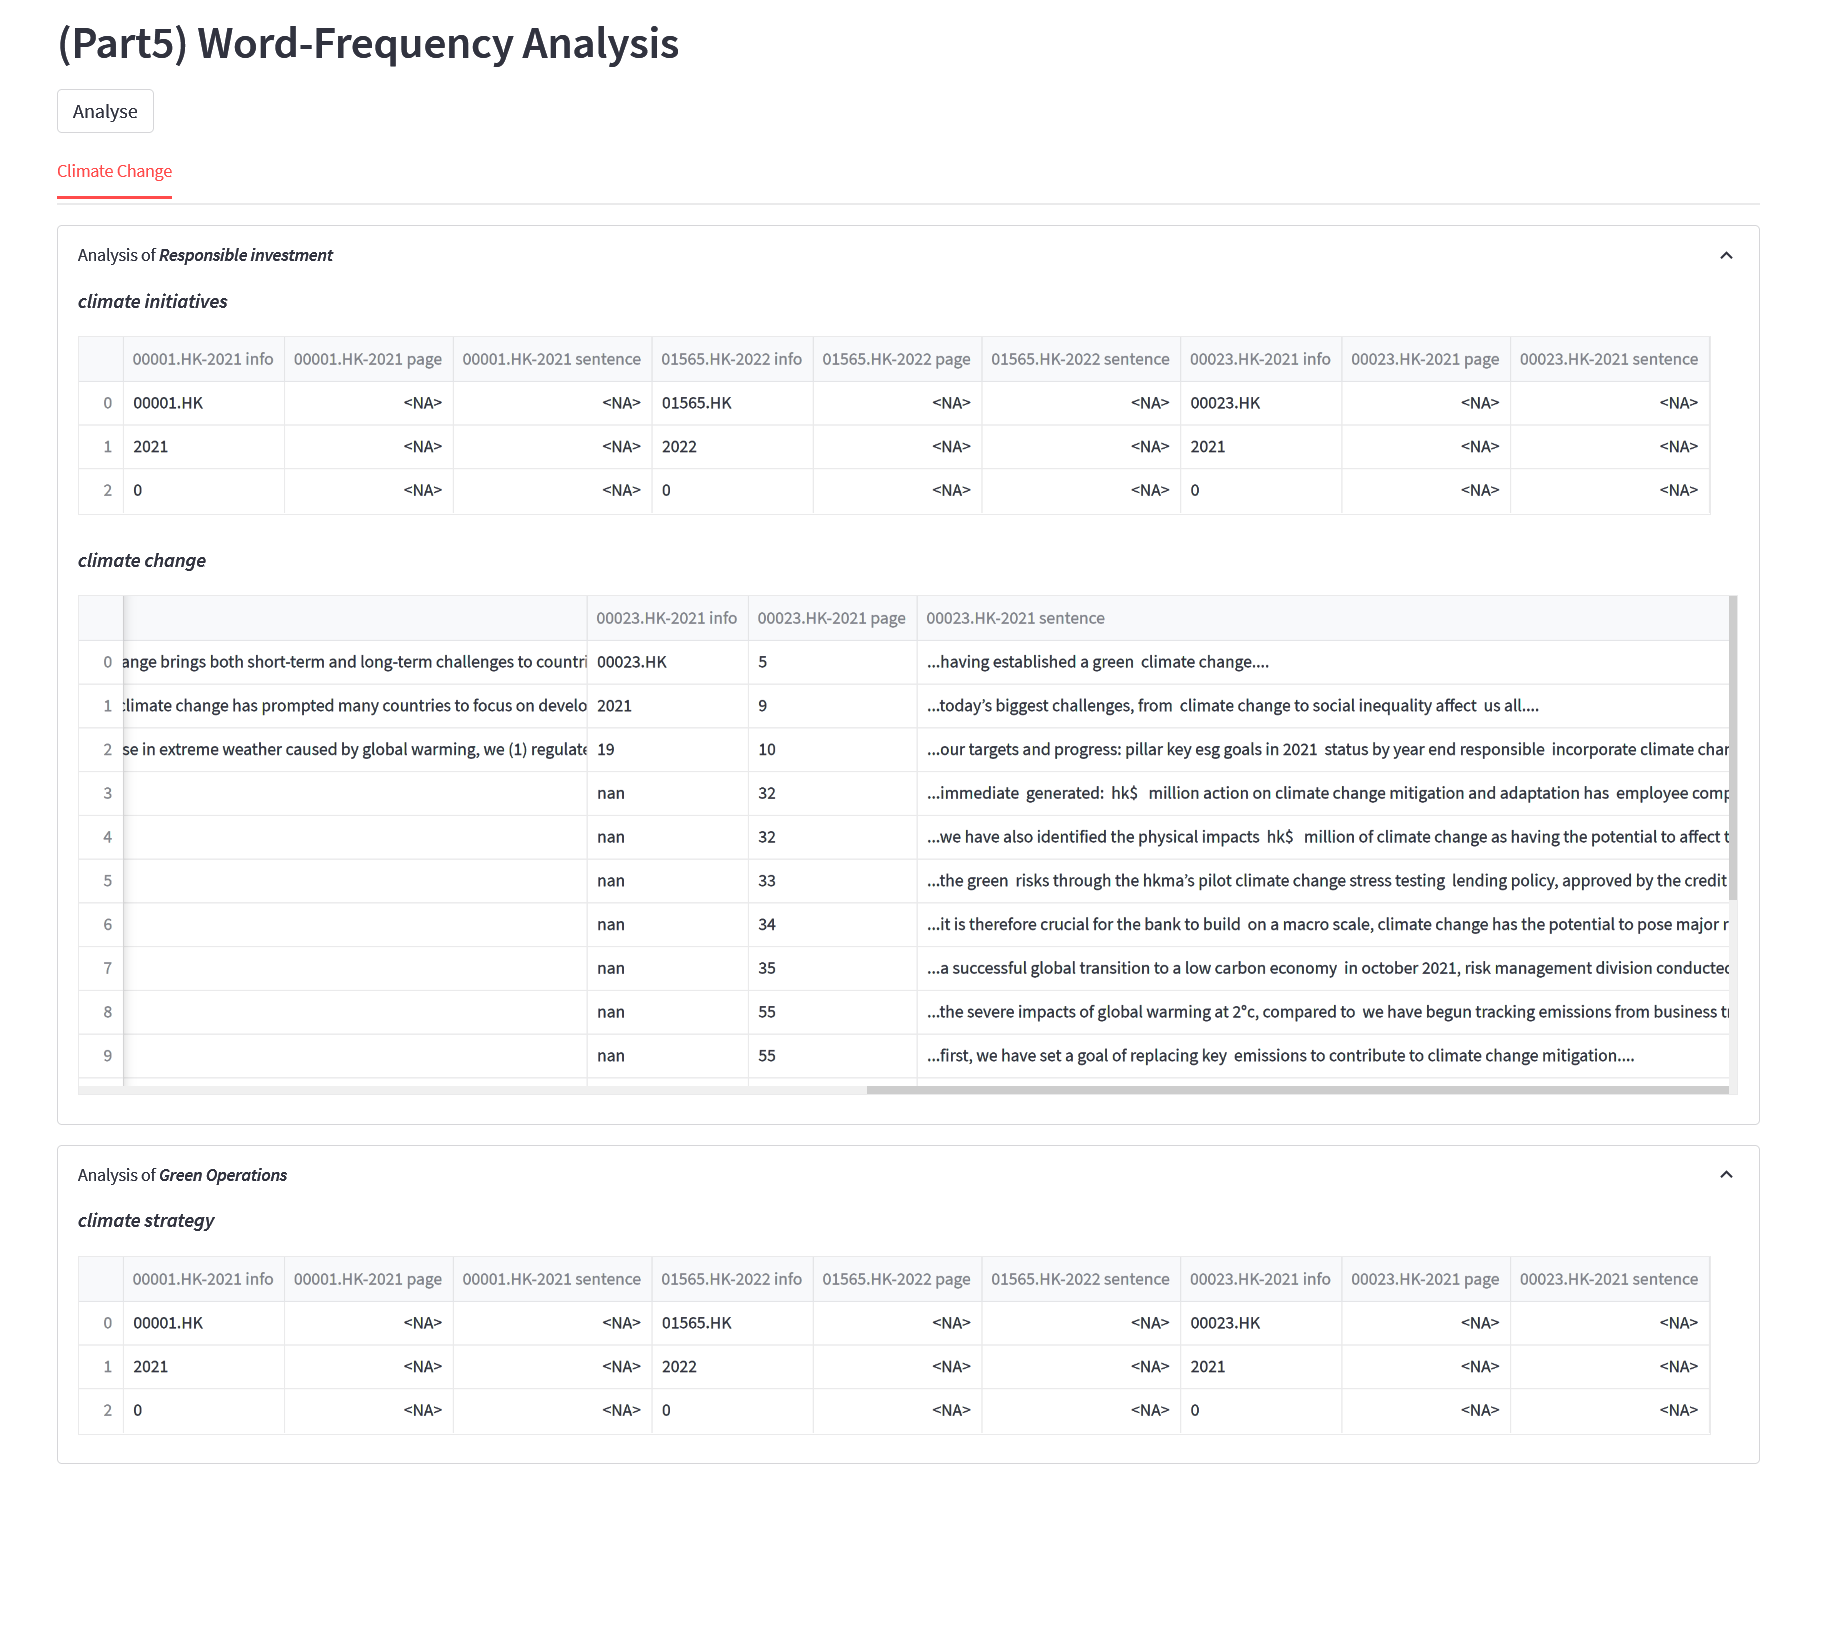 (Part5) Word-Frequency Analysis
Analyse
Climate Change
Analysis of Responsible investment
climate initiatives
00001.HK-2021 info 00001.HK-2021 page 00001.HK-2021 sentence 01565.HK-2022 info 01565.HK-2022 page 01565.HK-2022 sentence 00023.HK-2021 info 00023.HK-2021 page 00023.HK-2021 sentence
0 00001.HK <NA> <NA> 01565.HK <NA> <NA> 00023.HK <NA> <NA>
1 2021 <NA> <NA> 2022 <NA> <NA> 2021 <NA> <NA>
2 0 <NA> <NA> 0 <NA> <NA> 0 <NA> <NA>
climate change
00023.HK-2021 info 00023.HK-2021 page 00023.HK-2021 sentence
0 ange brings both short-term and long-term challenges to countri 00023.HK 5 ...having established a green climate change....
1 climate change has prompted many countries to focus on develo 2021 9 ...today’s biggest challenges, from climate change to social inequality affect us all....
2 se in extreme weather caused by global warming, we (1) regulate 19 10 ...our targets and progress: pillar key esg goals in 2021 status by year end responsible incorporate climate char
3 nan 32 ...immediate generated: hk$ million action on climate change mitigation and adaptation has employee comp
4 nan 32 ...we have also identified the physical impacts hk$ million of climate change as having the potential to affect t
5 nan 33 ...the green risks through the hkma’s pilot climate change stress testing lending policy, approved by the credit
6 nan 34 ...it is therefore crucial for the bank to build on a macro scale, climate change has the potential to pose major r
7 nan 35 ...a successful global transition to a low carbon economy in october 2021, risk management division conducted
8 nan 55 ...the severe impacts of global warming at 2°c, compared to we have begun tracking emissions from business tr
9 nan 55 ...first, we have set a goal of replacing key emissions to contribute to climate change mitigation....
Analysis of Green Operations
climate strategy
00001.HK-2021 info 00001.HK-2021 page 00001.HK-2021 sentence 01565.HK-2022 info 01565.HK-2022 page 01565.HK-2022 sentence 00023.HK-2021 info 00023.HK-2021 page 00023.HK-2021 sentence
0 00001.HK <NA> <NA> 01565.HK <NA> <NA> 00023.HK <NA> <NA>
1 2021 <NA> <NA> 2022 <NA> <NA> 2021 <NA> <NA>
2 0 <NA> <NA> 0 <NA> <NA> 0 <NA> <NA>